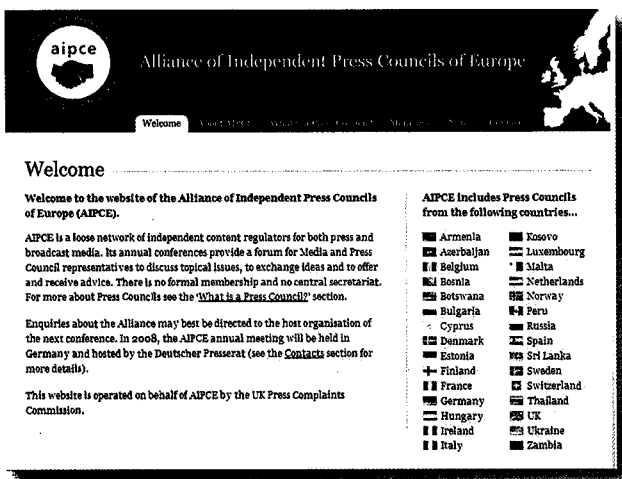 aipce
Alliance of Independent Press Councils of Europe
Welcome
Welcome
Welcome to the website of the Alliance of Independent Press Councils
of Europe (AIPCE).
AIPCE is a loose network of independent content regulators for both press and
broadcast media. Its annual conferences provide a forum for Media and Press
Council representatives to discuss topical issues, to exchange ideas and to offer
and receive advice. There is no formal membership and no central secretariat.
For more about Press Councils see the 'What is a Press Council?' section.
Enquiries about the Alliance may best be directed to the host organisation of
the next conference. In 2008, the AIPCE annual meeting will be held in
Germany and hosted by the Deutscher Presserat (see the Contacts section for
more details).
This website is operated on behalf of AIPCE by the UK Press Complaints
Commission.
AIPCE includes Press Councils
from the following countries...
Armenia
Azerbaijan
Belgium
Bosnia
Botswana
Bulgaria
Cyprus
Denmark
Estonia
Finland
France
Germany
Hungary
Ireland
Italy
Kosovo
Luxembourg
Malta
Netherlands
Norway
Peru
Russia
Spain
Sri Lanka
Sweden
Switzerland
Thailand
UK
Ukraine
Zambia